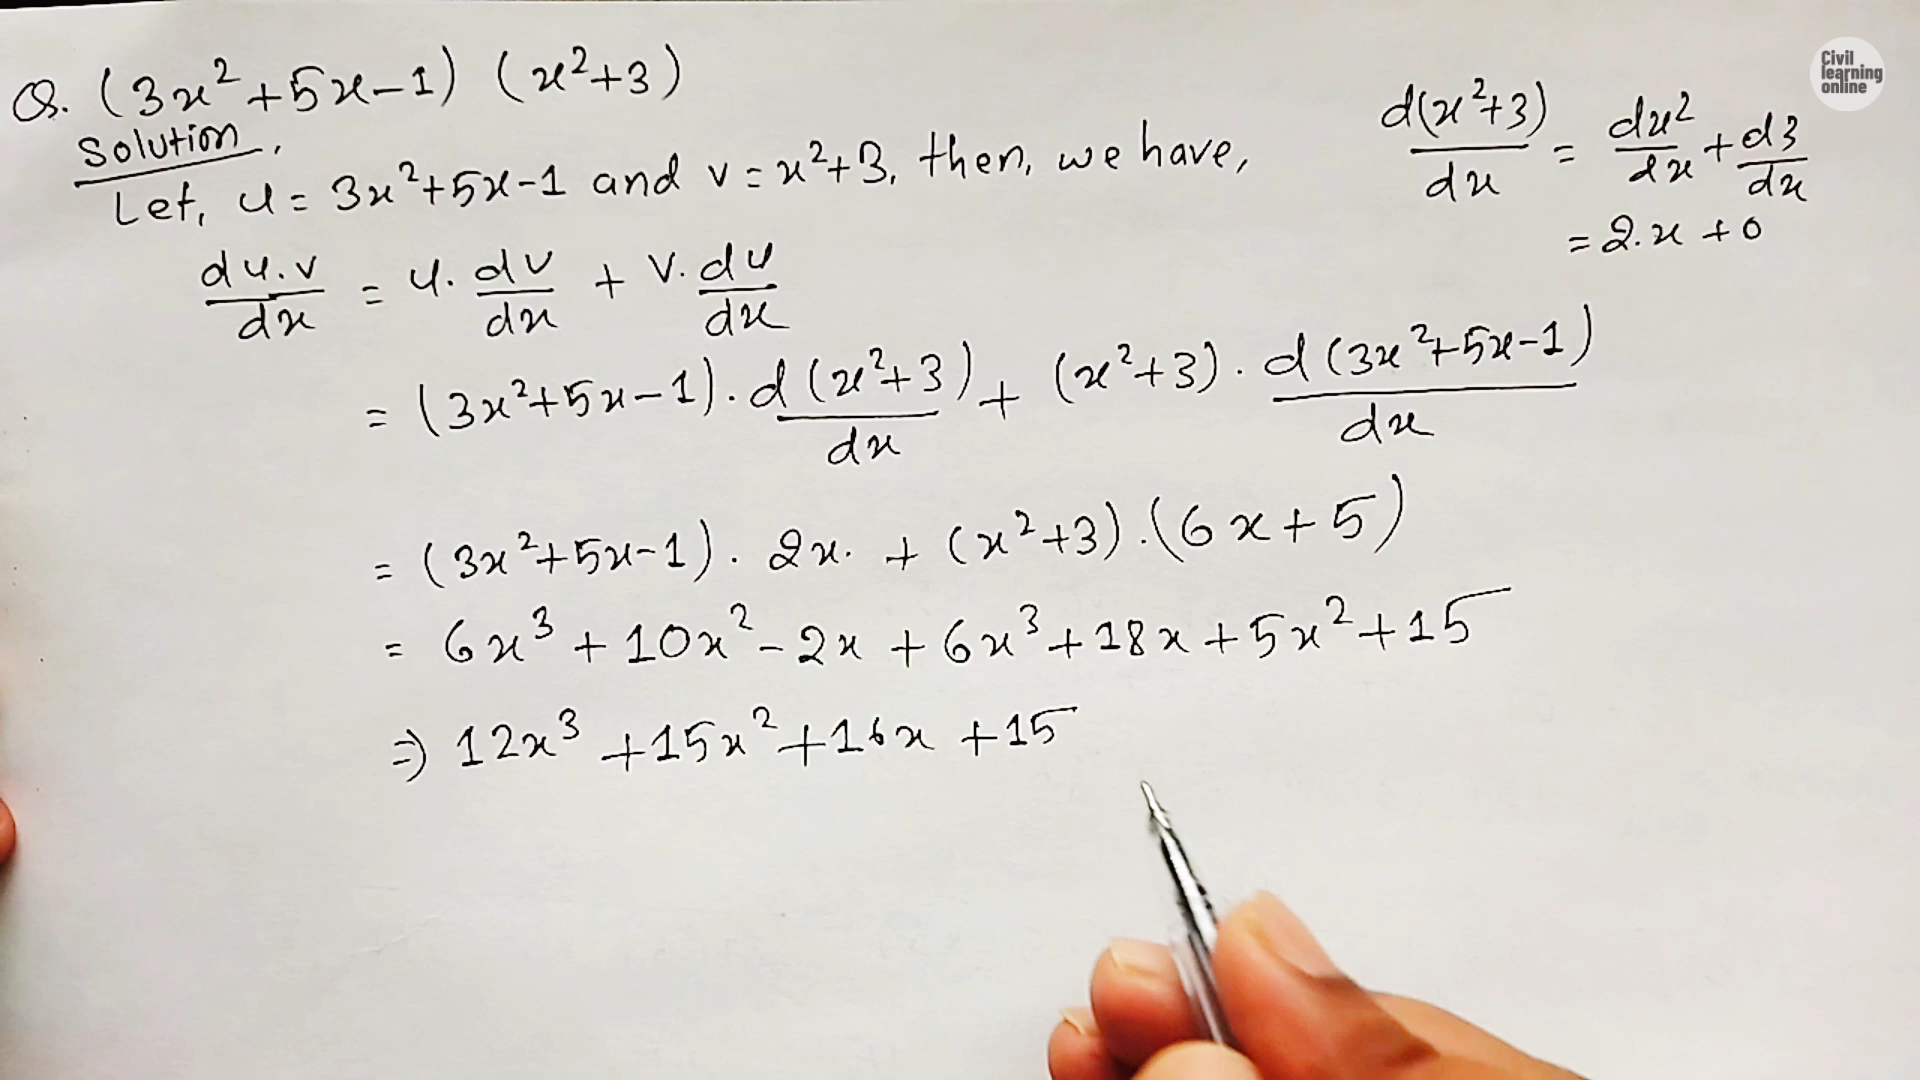 Q. (3x²+5x-1) (x²+3)
Solution,
Let, u = 3x²+5x-1 and v = x²+3, then, we have,
du.v/dx = u. dv/dx + v. du/dx
= (3x²+5x-1). d(x²+3)/dx + (x²+3). d(3x²+5x-1)/dx
= (3x²+5x-1). 2x. + (x²+3).(6x+5)
= 6x³+10x²-2x+6x³+18x+5x²+15
⇒ 12x³+15x²+16x+15
d(x²+3)/dx = dx²/dx + d3/dx
= 2.x+0
Civil
learning
online